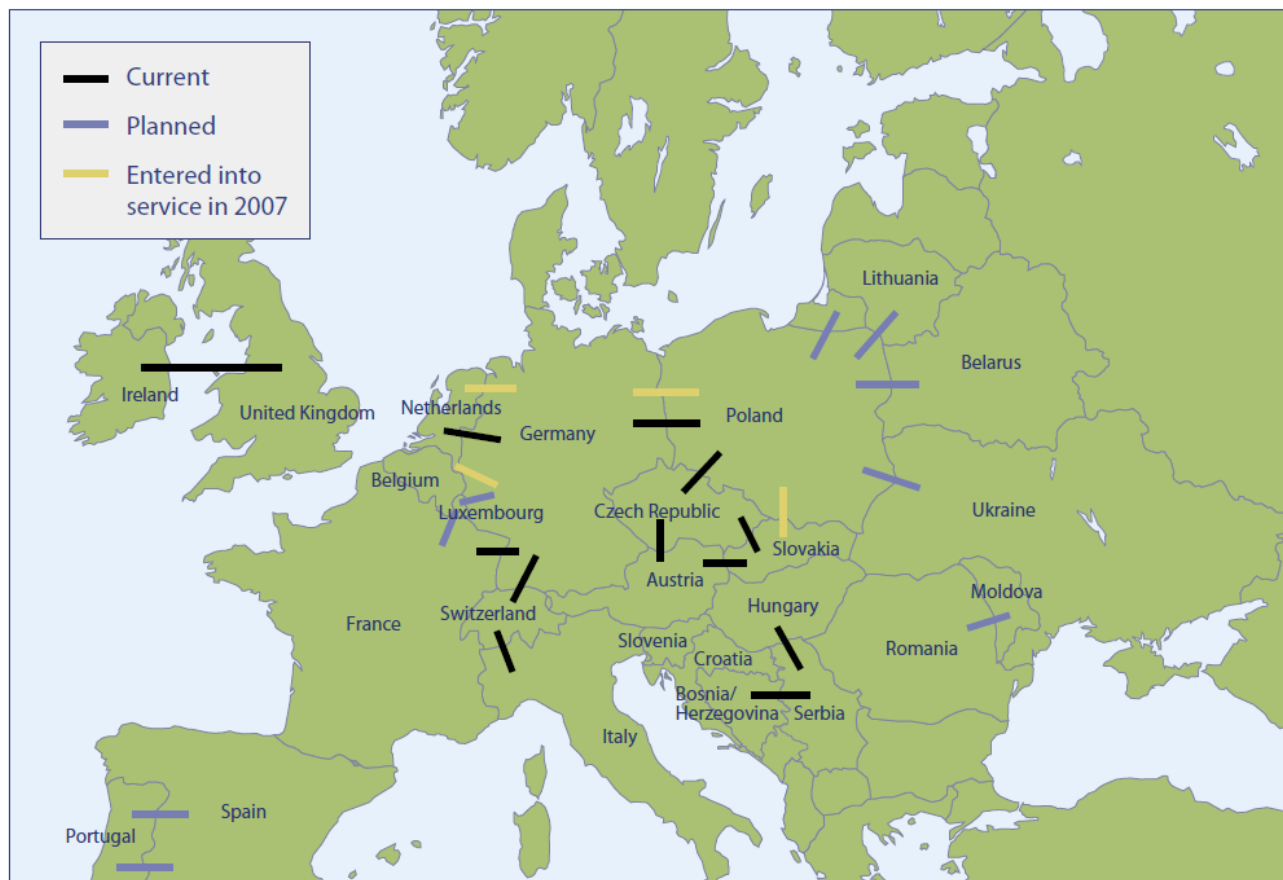 Current
Planned
Entered into
service in 2007
Lithuania
Belarus
Ireland
United Kingdom
Netherlands
Germany
Poland
Belgium
Luxembourg
Czech Republic
Ukraine
Slovakia
Austria
Switzerland
Hungary
Moldova
France
Slovenia
Croatia
Romania
Bosnia/
Herzegovina
Serbia
Italy
Spain
Portugal